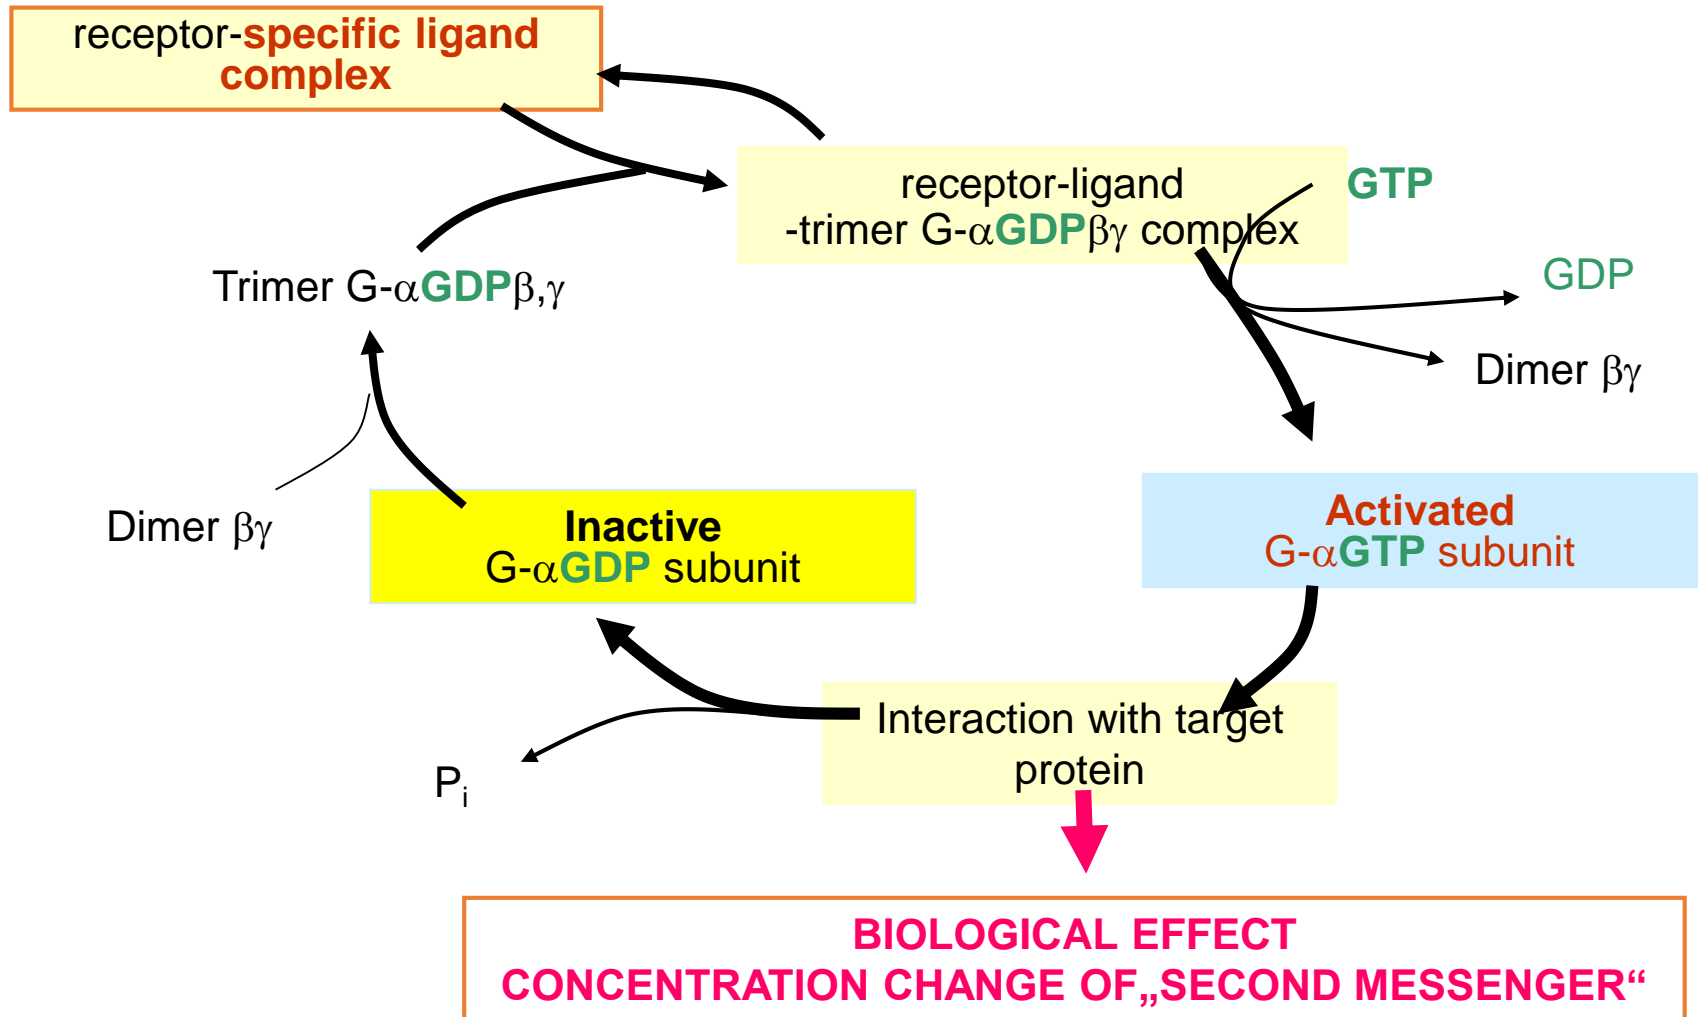 receptor-specific ligand
complex
receptor-ligand
-trimer G-αGDPβγ complex
GTP
GDP
Trimer G-αGDPβ,γ
Dimer βγ
Dimer βγ
Inactive
G-αGDP subunit
Activated
G-αGTP subunit
Interaction with target
protein
Pi
BIOLOGICAL EFFECT
CONCENTRATION CHANGE OF„SECOND MESSENGER“